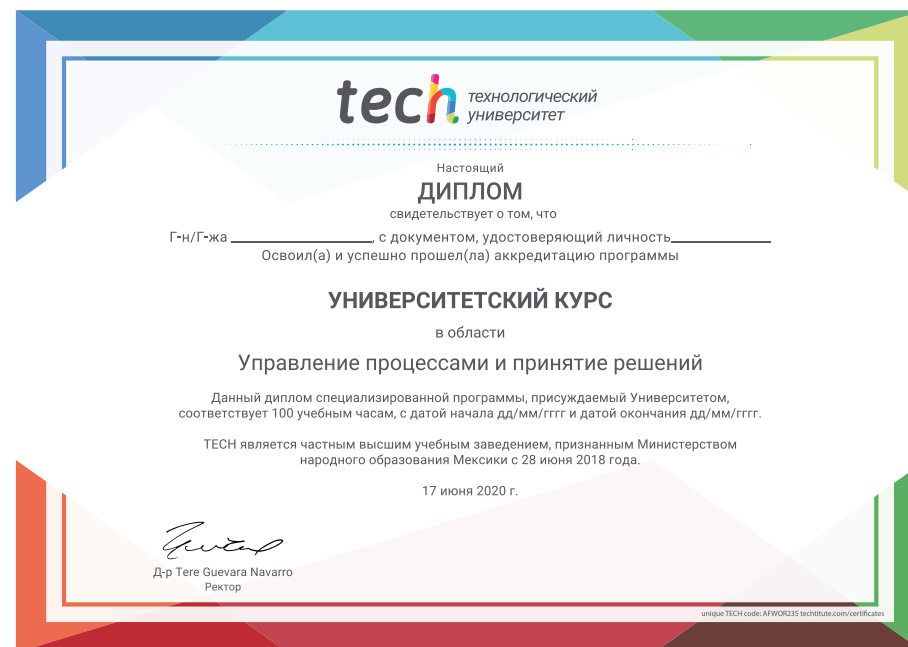 tech технологический
университет
Настоящий
ДИПЛОМ
свидетельствует о том, что
Г-н/Г-жа ____________________, с документом, удостоверяющий личность______________
Освоил(а) и успешно прошел(ла) аккредитацию программы
УНИВЕРСИТЕТСКИЙ КУРС
в области
Управление процессами и принятие решений
Данный диплом специализированной программы, присуждаемый Университетом,
соответствует 100 учебным часам, с датой начала дд/мм/гггг и датой окончания дд/мм/гггг.
TECH является частным высшим учебным заведением, признанным Министерством
народного образования Мексики с 28 июня 2018 года.
17 июня 2020 г.
Д-р Tere Guevara Navarro
Ректор
unique TECH code: AFWOR23S techtitute.com/certificates